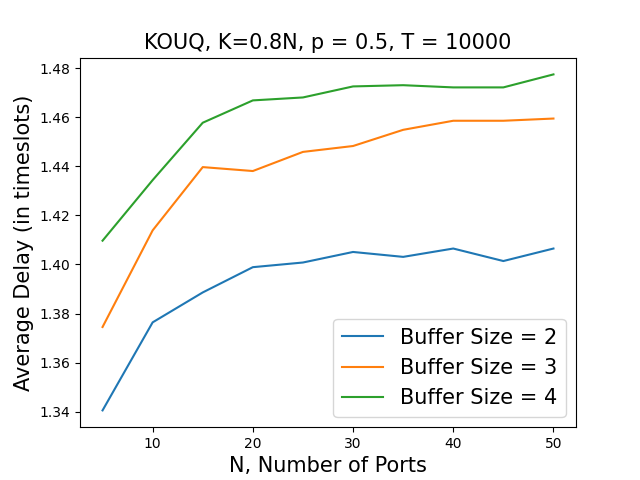 KOUQ, K=0.8N, p = 0.5, T = 10000
Average Delay (in timeslots)
1.48
1.46
1.44
1.42
1.40
1.38
1.36
1.34
Buffer Size = 2
Buffer Size = 3
Buffer Size = 4
10 20 30 40 50
N, Number of Ports